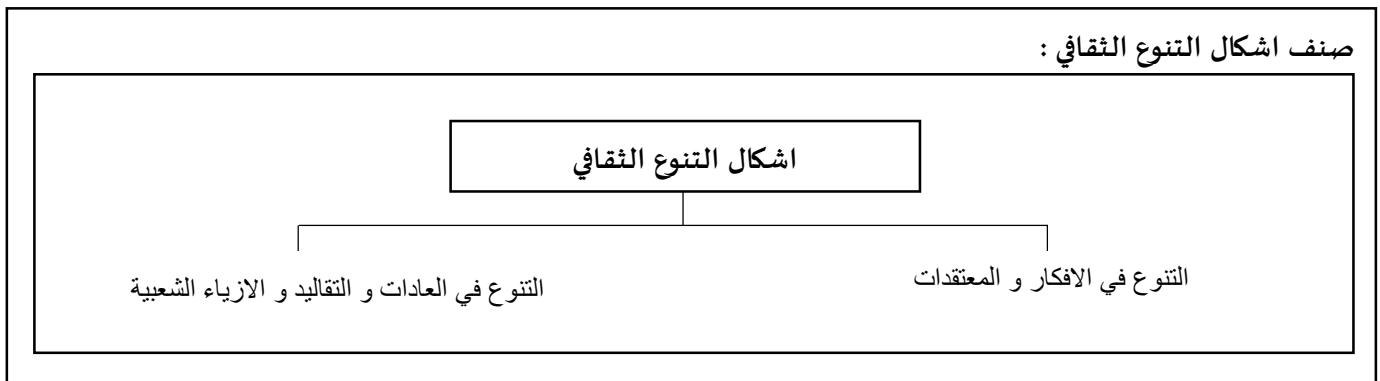 صنف اشكال التنوع الثقافي :
اشكال التنوع الثقافي
التنوع في الافكار و المعتقدات
التنوع في العادات و التقاليد و الازياء الشعبية